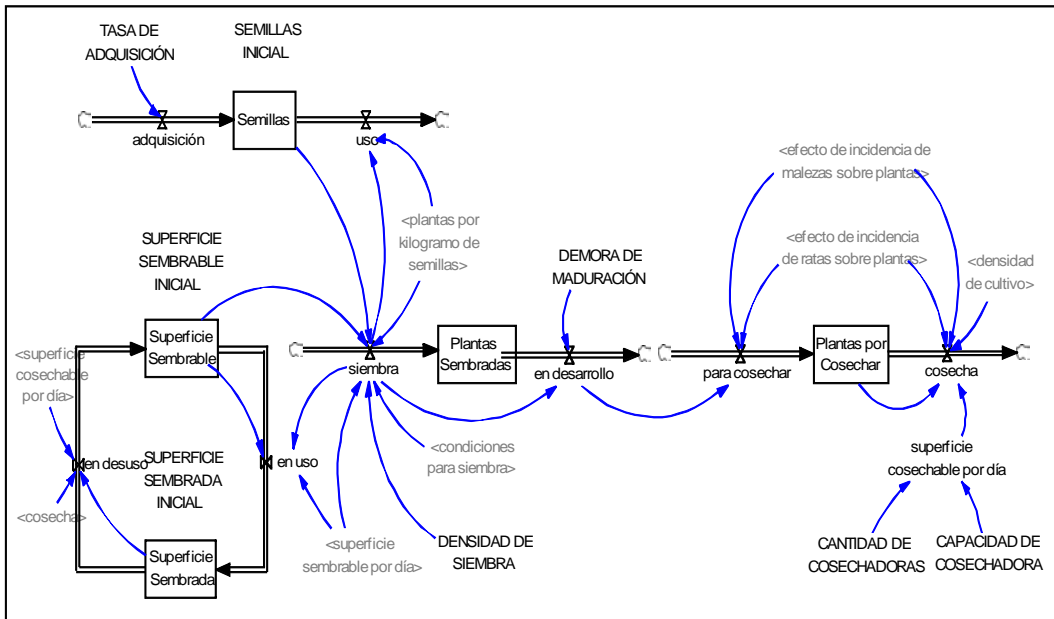 TASA DE
ADQUISICIÓN
SEMILLAS
INICIAL
Semillas
adquisición
uso
<efecto de incidencia de
malezas sobre plantas>
<plantas por
kilogramo de
semillas>
SUPERFICIE
SEMBRABLE
INICIAL
<efecto de incidencia
de ratas sobre plantas>
DEMORA DE
MADURACIÓN
<densidad
de cultivo>
Superficie
Sembrable
<superficie
cosechable
por día>
siembra
Plantas
Sembradas
en desarrollo
para cosechar
Plantas por
Cosechar
cosecha
en desuso
SUPERFICIE
SEMBRADA
INICIAL
en uso
<condiciones
para siembra>
superficie
cosechable por día
<cosecha>
Superficie
Sembrada
<superficie
sembrable por día>
DENSIDAD DE
SIEMBRA
CANTIDAD DE
COSECHADORAS
CAPACIDAD DE
COSECHADORA